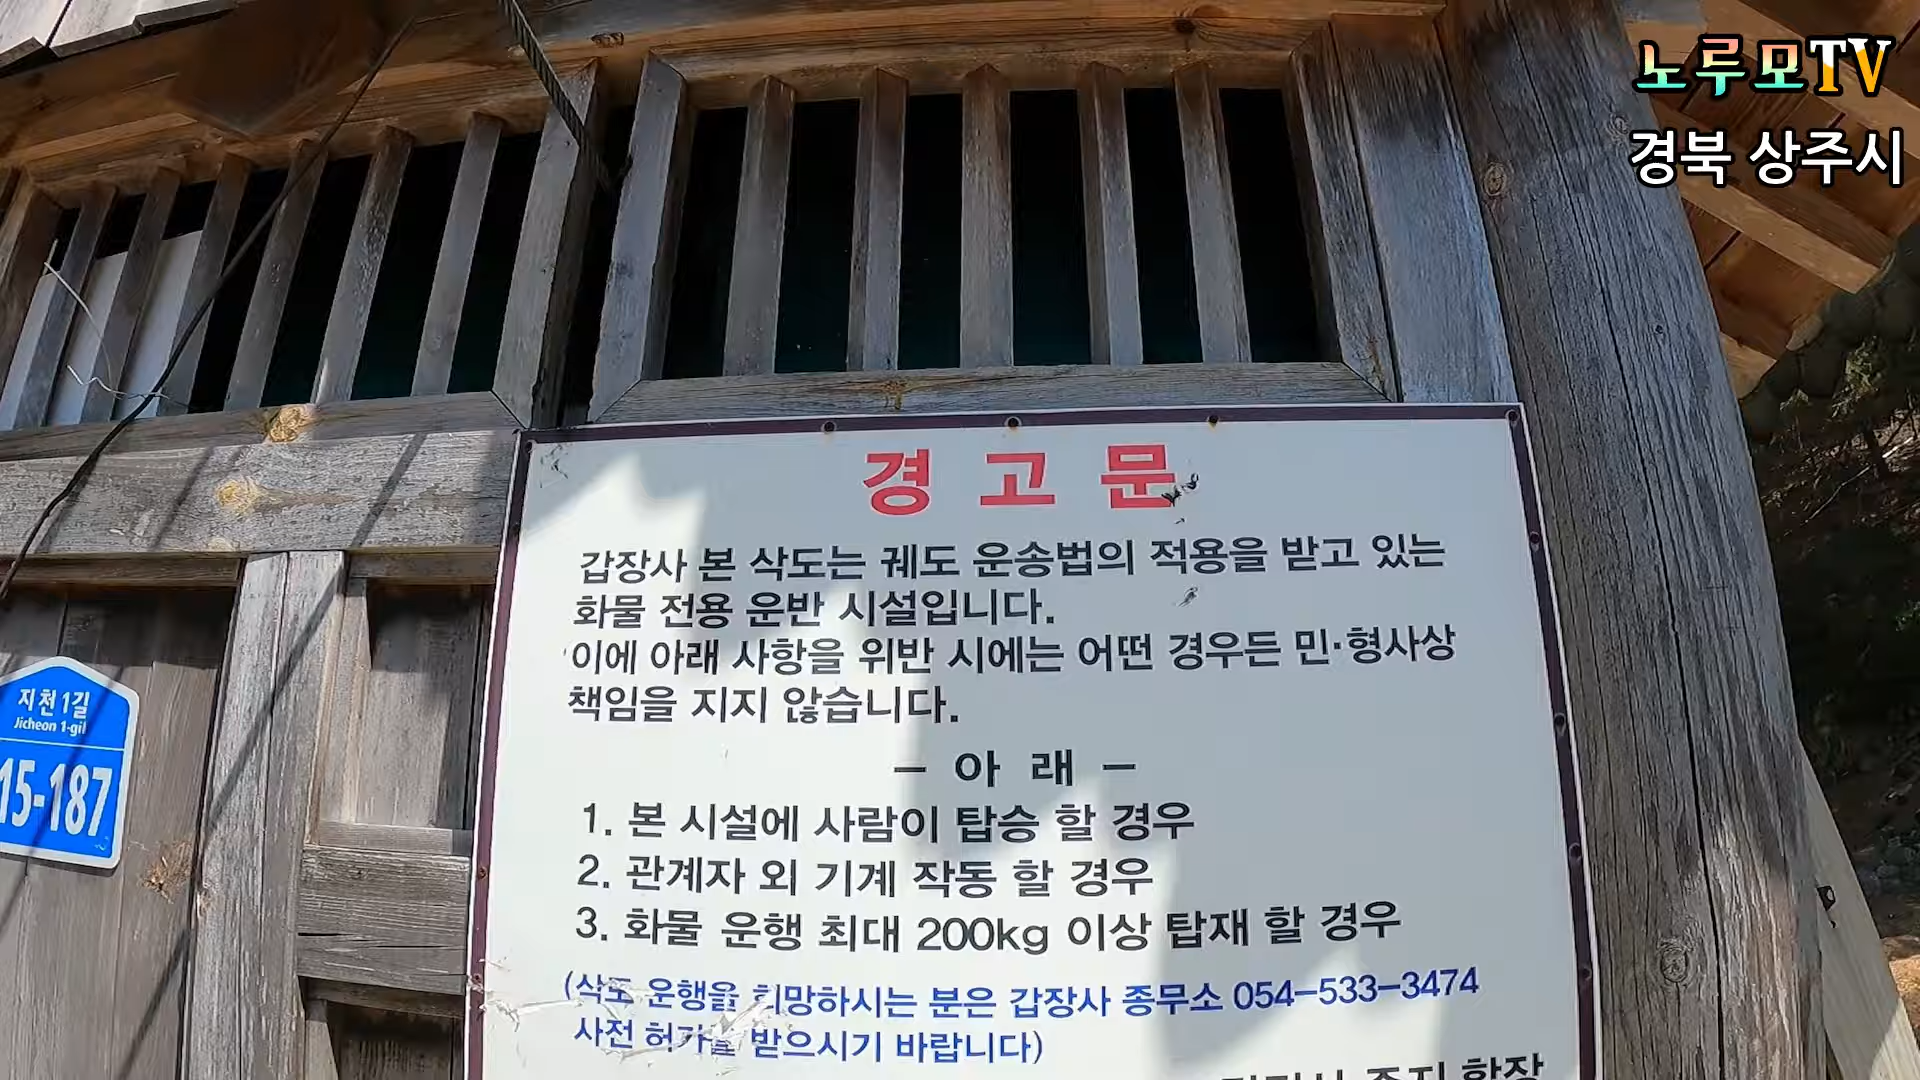 노루모TV
경북 상주시
경 고 문
갑장사 본 삭도는 궤도 운송법의 적용을 받고 있는
화물 전용 운반 시설입니다.
이에 아래 사항을 위반 시에는 어떤 경우든 민·형사상
책임을 지지 않습니다.
- 아 래 -
1. 본 시설에 사람이 탑승 할 경우
2. 관계자 외 기계 작동 할 경우
3. 화물 운행 최대 200kg 이상 탑재 할 경우
(삭도 운행을 희망하시는 분은 갑장사 종무소 054-533-3474
사전 허가를 받으시기 바랍니다)
지천 1길
Jicheon 1-gil
15-187